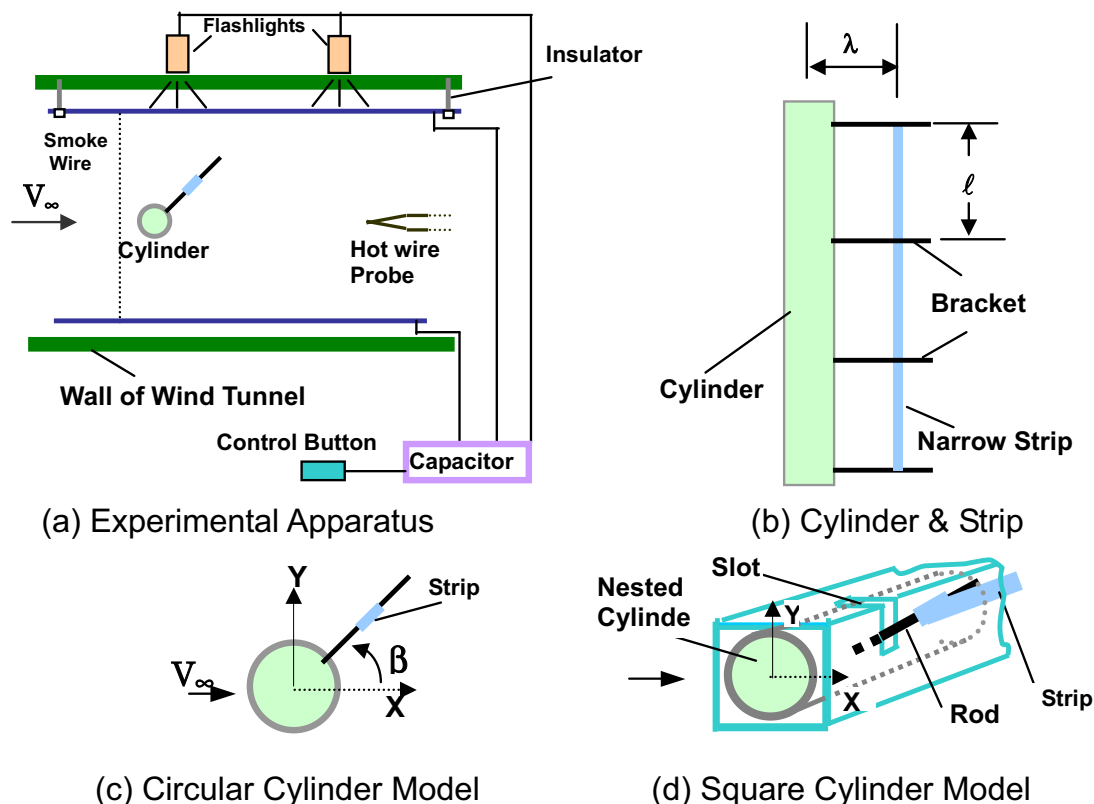 Flashlights
Insulator
Smoke
Wire
V∞
Cylinder
Hot wire
Probe
Wall of Wind Tunnel
Control Button
Capacitor
(a) Experimental Apparatus
λ
ℓ
Bracket
Cylinder
Narrow Strip
(b) Cylinder & Strip
Y
Strip
β
V∞
X
(c) Circular Cylinder Model
Slot
Nested
Cylinde
Y
X
Rod
Strip
(d) Square Cylinder Model